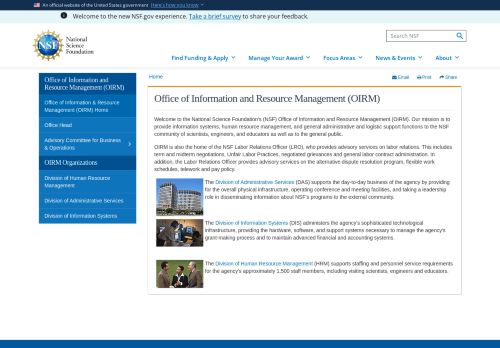 An official website of the United States government Here's how you know
Welcome to the new NSF.gov experience. Take a brief survey to share your feedback.
NSF
National
Science
Foundation
Search NSF
Find Funding & Apply
Manage Your Award
Focus Areas
News & Events
About
Office of Information and
Resource Management (OIRM)
Office of Information & Resource
Management (OIRM) Home
Office Head
Advisory Committee for Business
& Operations
OIRM Organizations
Division of Human Resource
Management
Division of Administrative Services
Division of Information Systems
Home
Email
Print
Share
Office of Information and Resource Management (OIRM)
Welcome to the National Science Foundation's (NSF) Office of Information and Resource Management (OIRM). Our mission is to
provide information systems, human resource management, and general administrative and logistic support functions to the NSF
community of scientists, engineers, and educators as well as to the general public.
OIRM is also the home of the NSF Labor Relations Officer (LRO), who provides advisory services on labor relations. This includes
term and midterm negotiations, Unfair Labor Practices, negotiated grievances and general labor contract administration. In
addition, the Labor Relations Officer provides advisory services on the alternative dispute resolution program, flexible work
schedules, telework and pay policy.
The Division of Administrative Services (DAS) supports the day-to-day business of the agency by providing
for the overall physical infrastructure, operating conference and meeting facilities, and taking a leadership
role in disseminating information about NSF's programs to the external community.
The Division of Information Systems (DIS) administers the agency's sophisticated technological
infrastructure, providing the hardware, software, and support systems necessary to manage the agency's
grant-making process and to maintain advanced financial and accounting systems.
The Division of Human Resource Management (HRM) supports staffing and personnel service requirements
for the agency's approximately 1,500 staff members, including visiting scientists, engineers and educators.